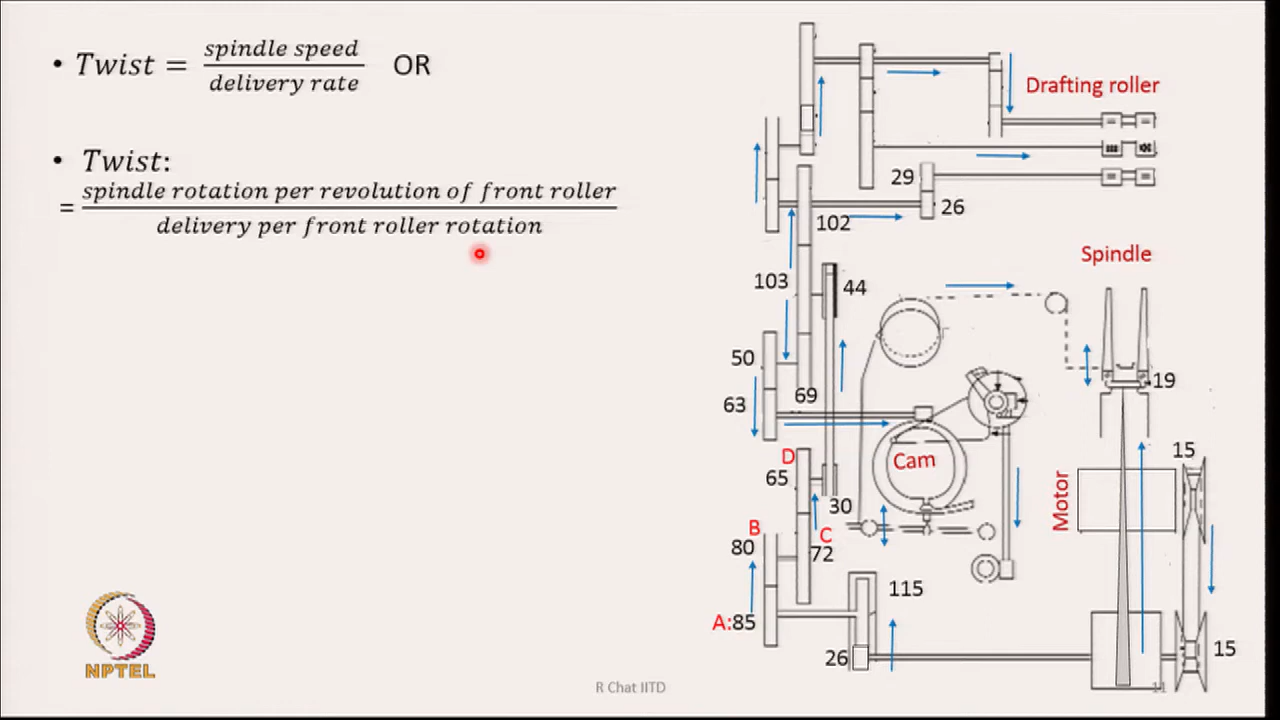 • Twist = spindle speed / delivery rate OR
• Twist:
= spindle rotation per revolution of front roller / delivery per front roller rotation
Drafting roller
29
26
102
Spindle
103
44
50
19
63
69
Cam
15
D
65
Motor
30
B
C
80
72
115
A:85
26
15
NPTEL
R Chat IITD
11